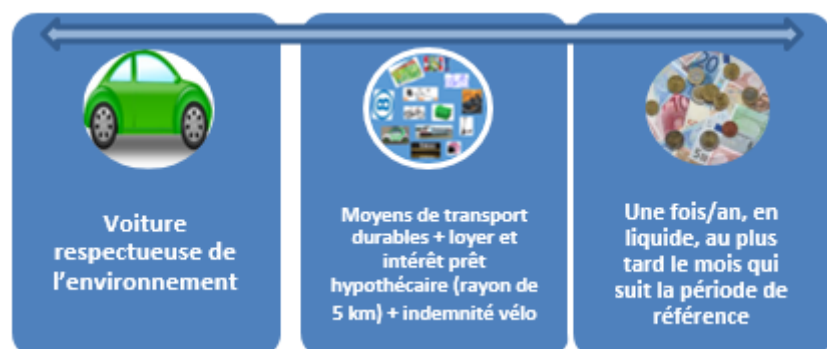 Voiture
respectueuse de
l’environnement
Moyens de transport
durables + loyer et
intérêt prêt
hypothécaire (rayon de
5 km) + indemnité vélo
Une fois/an, en
liquide, au plus
tard le mois qui
suit la période de
référence